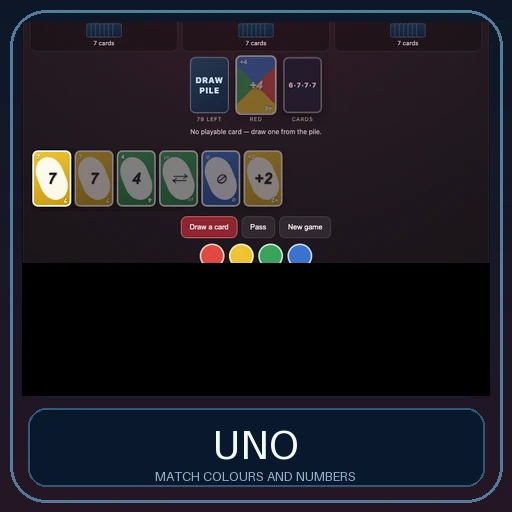 7 cards
7 cards
7 cards
DRAW
PILE
+4
+4
6-7-7-7
79 LEFT
RED
CARDS
No playable card — draw one from the pile.
7
7
4
+2
Draw a card
Pass
New game
UNO
MATCH COLOURS AND NUMBERS